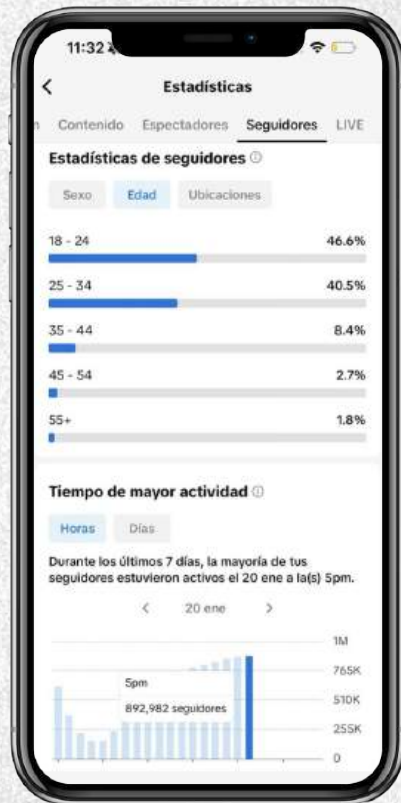 11:32
Estadísticas
Contenido Espectadores Seguidores LIVE
Estadísticas de seguidores
Sexo Edad Ubicaciones
18 - 24 46.6%
25 - 34 40.5%
35 - 44 8.4%
45 - 54 2.7%
55+ 1.8%
Tiempo de mayor actividad
Horas Días
Durante los últimos 7 días, la mayoría de tus
seguidores estuvieron activos el 20 ene a la(s) 5pm.
20 ene
1M
765K
5pm
892,982 seguidores
510K
255K
0